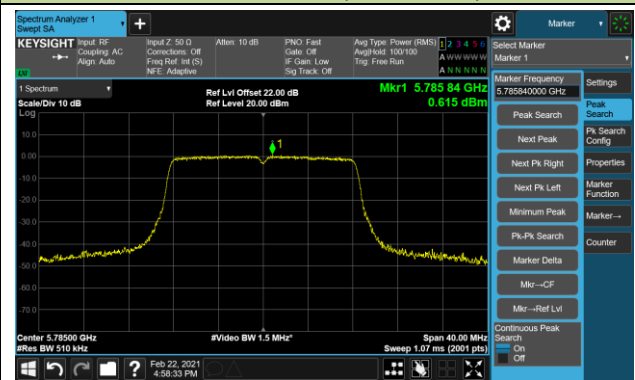 Spectrum Analyzer 1
Swept SA
Marker
KEYSIGHT
Input: RF
Coupling: AC
Align: Auto
Input Z: 50 Ω
Corrections: Off
Freq Ref: Int (S)
NFE: Adaptive
Atten: 10 dB
PNO: Fast
Gate: Off
IF Gain: Low
Sig Track: Off
Avg Type: Power (RMS)
Avg|Hold: 100/100
Trig: Free Run
1 2 3 4 5 6
A W W W W W
A N N N N N
LXI
Select Marker
Marker 1
1 Spectrum
Scale/Div 10 dB
Log
Ref Lvl Offset 22.00 dB
Ref Level 20.00 dBm
Mkr1 5.785 84 GHz
0.615 dBm
10.0
0.00
-10.0
-20.0
-30.0
-40.0
-50.0
-60.0
-70.0
1
Center 5.78500 GHz
#Res BW 510 kHz
#Video BW 1.5 MHz*
Span 40.00 MHz
Sweep 1.07 ms (2001 pts)
Marker Frequency
5.785840000 GHz
Peak Search
Next Peak
Next Pk Right
Next Pk Left
Minimum Peak
Pk-Pk Search
Marker Delta
Mkr→CF
Mkr→Ref Lvl
Continuous Peak
Search
On
Off
Settings
Peak
Search
Pk Search
Config
Properties
Marker
Function
Marker→
Counter
?
Feb 22, 2021
4:58:33 PM